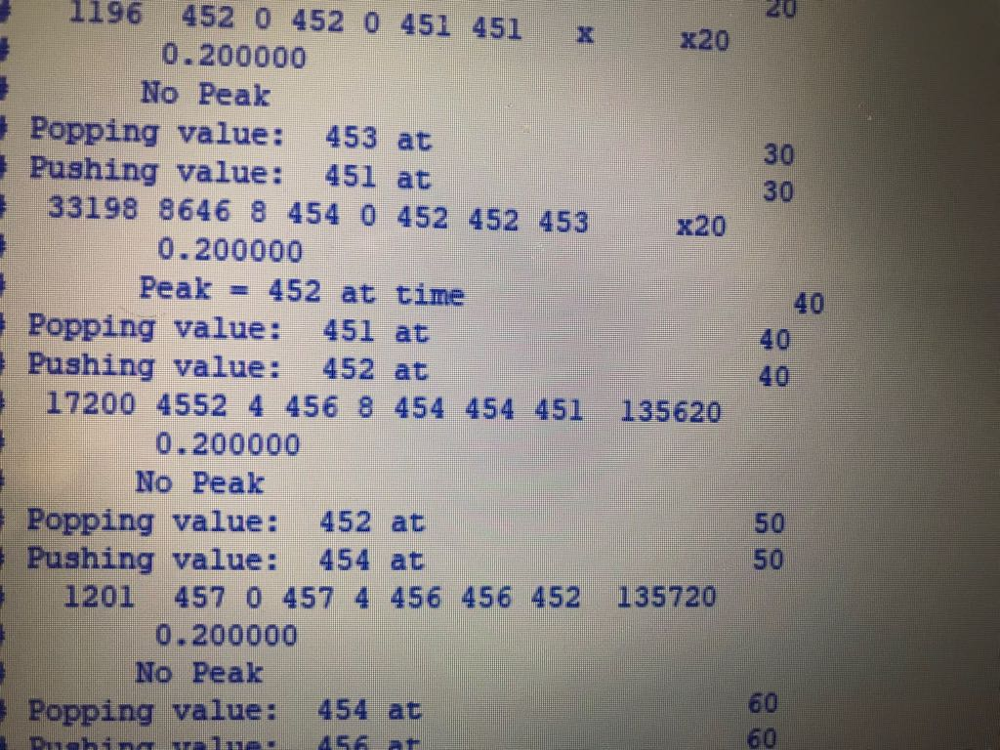 # 1196 452 0 452 0 451 451 x x20 20
# 0.200000
# No Peak
# Popping value: 453 at 30
# Pushing value: 451 at 30
# 33198 8646 8 454 0 452 452 453 x20
# 0.200000
# Peak = 452 at time 40
# Popping value: 451 at 40
# Pushing value: 452 at 40
# 17200 4552 4 456 8 454 454 451 135620
# 0.200000
# No Peak
# Popping value: 452 at 50
# Pushing value: 454 at 50
# 1201 457 0 457 4 456 456 452 135720
# 0.200000
# No Peak
# Popping value: 454 at 60
# Pushing value: 456 at 60